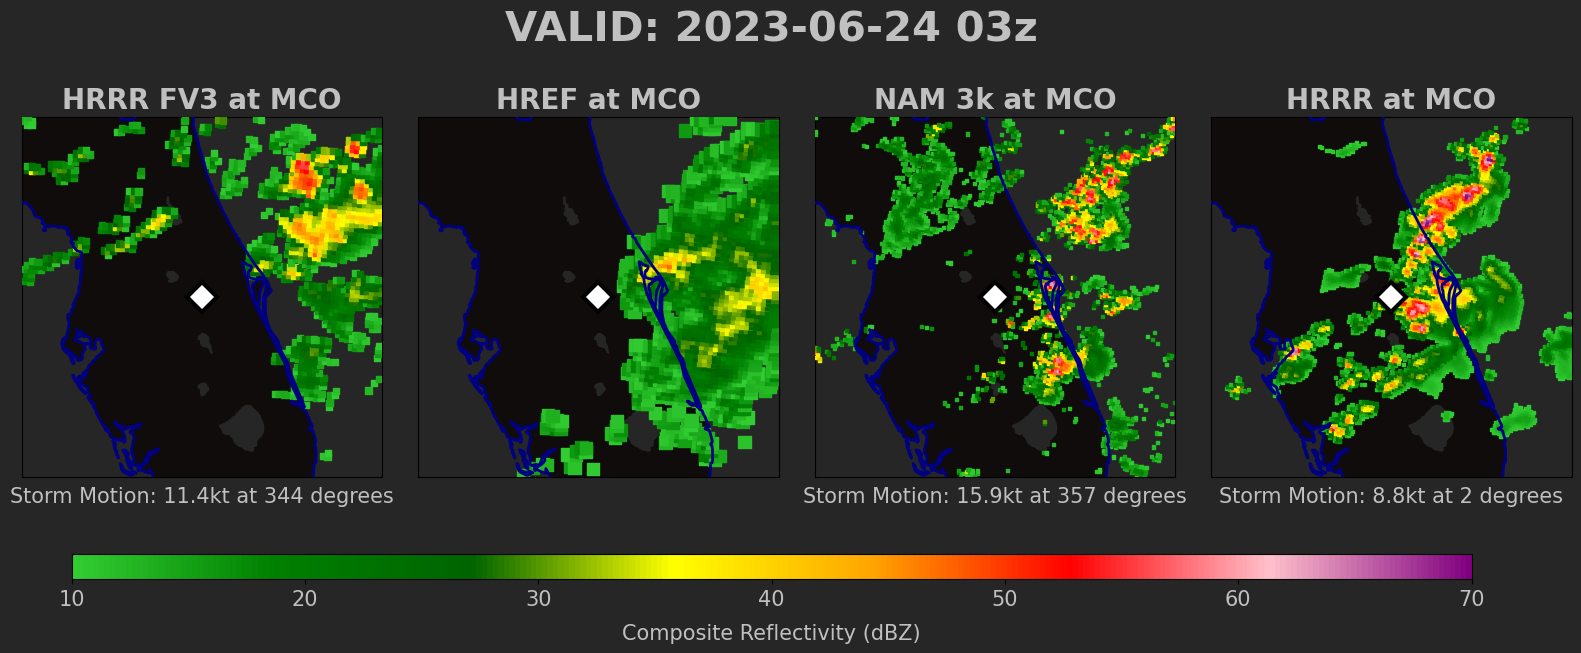 VALID: 2023-06-24 03z
HRRR FV3 at MCO
HREF at MCO
NAM 3k at MCO
HRRR at MCO
Storm Motion: 11.4kt at 344 degrees
Storm Motion: 15.9kt at 357 degrees
Storm Motion: 8.8kt at 2 degrees
10 20 30 40 50 60 70
Composite Reflectivity (dBZ)